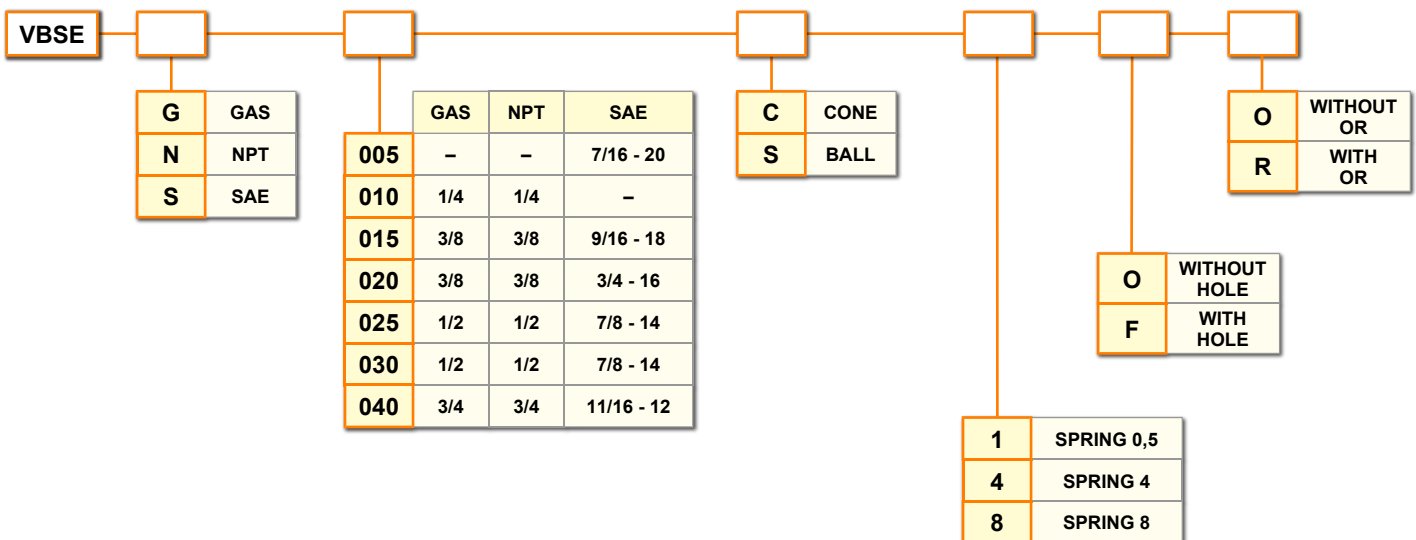 VBSE
G GAS
N NPT
S SAE
GAS NPT SAE
005 – – 7/16 - 20
010 1/4 1/4 –
015 3/8 3/8 9/16 - 18
020 3/8 3/8 3/4 - 16
025 1/2 1/2 7/8 - 14
030 1/2 1/2 7/8 - 14
040 3/4 3/4 11/16 - 12
C CONE
S BALL
1 SPRING 0,5
4 SPRING 4
8 SPRING 8
O WITHOUT
HOLE
F WITH
HOLE
O WITHOUT
OR
R WITH
OR